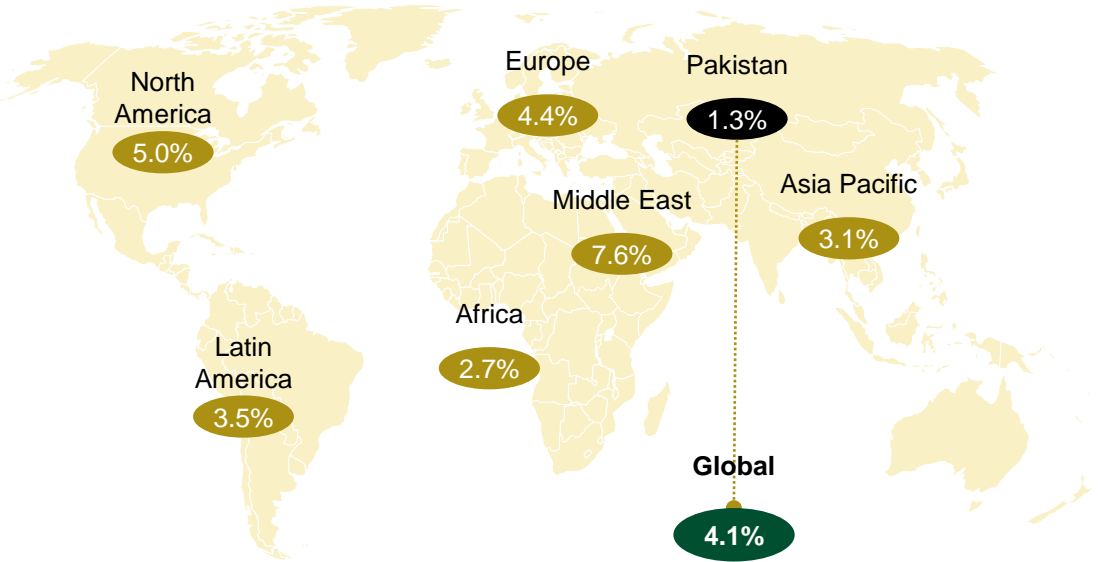 North
America
5.0%
Europe
4.4%
Pakistan
1.3%
Asia Pacific
3.1%
Middle East
7.6%
Africa
2.7%
Latin
America
3.5%
Global
4.1%